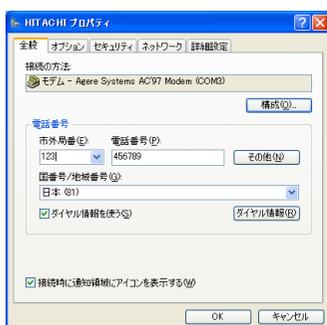 HITACHI プロパティ
全般 オプション セキュリティ ネットワーク 詳細設定
接続の方法:
モデム - Agere Systems AC'97 Modem (COM3)
構成(O)...
電話番号
市外局番(E): 電話番号(P):
123 456789 その他(N)
国番号/地域番号(G):
日本 (81)
ダイヤル情報を使う(S) ダイヤル情報(R)
接続時に通知領域にアイコンを表示する(W)
OK キャンセル